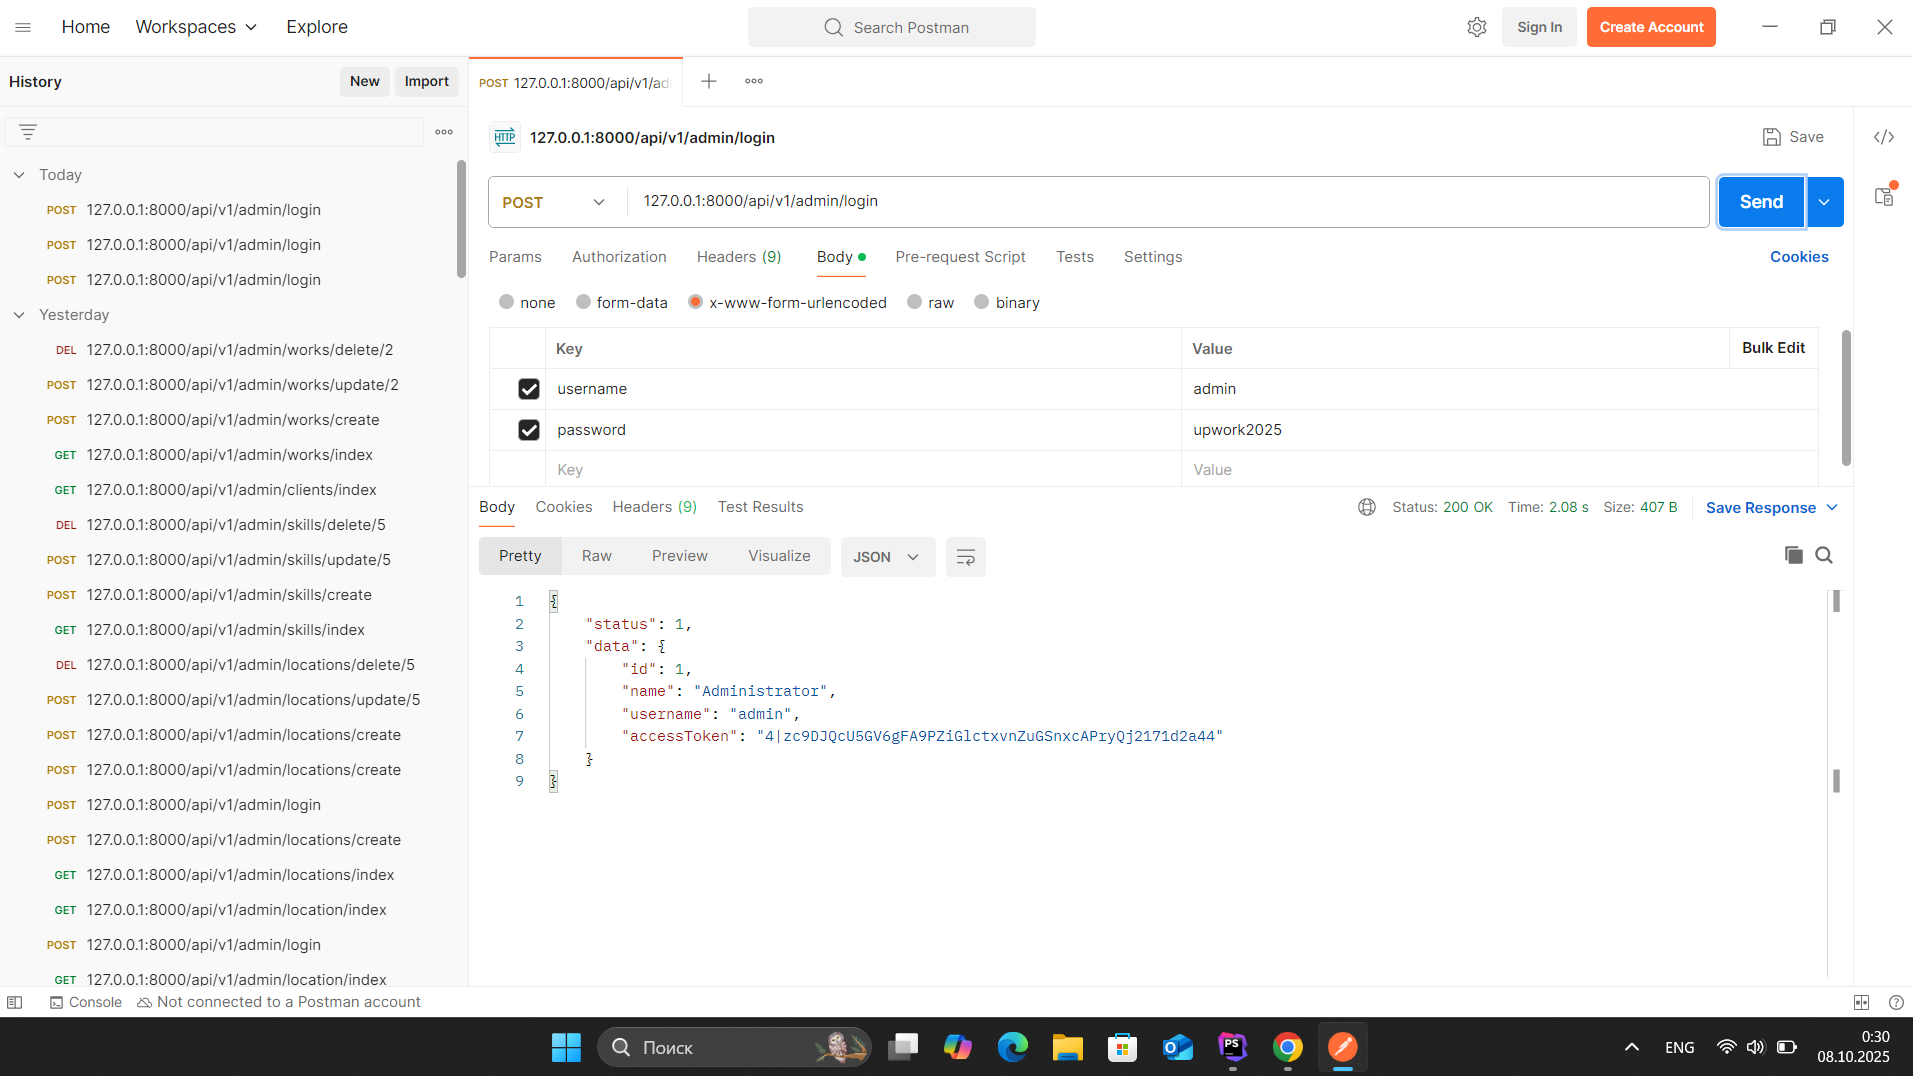 Home Workspaces Explore
Search Postman
Sign In
Create Account
History
New
Import
POST 127.0.0.1:8000/api/v1/ad
HTTP 127.0.0.1:8000/api/v1/admin/login
Save
Today
POST 127.0.0.1:8000/api/v1/admin/login
POST 127.0.0.1:8000/api/v1/admin/login
POST 127.0.0.1:8000/api/v1/admin/login
Yesterday
DEL 127.0.0.1:8000/api/v1/admin/works/delete/2
POST 127.0.0.1:8000/api/v1/admin/works/update/2
POST 127.0.0.1:8000/api/v1/admin/works/create
GET 127.0.0.1:8000/api/v1/admin/works/index
GET 127.0.0.1:8000/api/v1/admin/clients/index
DEL 127.0.0.1:8000/api/v1/admin/skills/delete/5
POST 127.0.0.1:8000/api/v1/admin/skills/update/5
POST 127.0.0.1:8000/api/v1/admin/skills/create
GET 127.0.0.1:8000/api/v1/admin/skills/index
DEL 127.0.0.1:8000/api/v1/admin/locations/delete/5
POST 127.0.0.1:8000/api/v1/admin/locations/update/5
POST 127.0.0.1:8000/api/v1/admin/locations/create
POST 127.0.0.1:8000/api/v1/admin/locations/create
POST 127.0.0.1:8000/api/v1/admin/login
POST 127.0.0.1:8000/api/v1/admin/locations/create
GET 127.0.0.1:8000/api/v1/admin/locations/index
GET 127.0.0.1:8000/api/v1/admin/location/index
POST 127.0.0.1:8000/api/v1/admin/login
GET 127.0.0.1:8000/api/v1/admin/location/index
POST 127.0.0.1:8000/api/v1/admin/login
Send
Params Authorization Headers (9) Body Pre-request Script Tests Settings
Cookies
none form-data x-www-form-urlencoded raw binary
Key Value Bulk Edit
username admin
password upwork2025
Key Value
Body Cookies Headers (9) Test Results
Status: 200 OK Time: 2.08 s Size: 407 B
Save Response
Pretty Raw Preview Visualize JSON
1 {
2 "status": 1,
3 "data": {
4 "id": 1,
5 "name": "Administrator",
6 "username": "admin",
7 "accessToken": "4|zc9DJQcU5GV6gFA9PZiGlctxvnZuGSnxcAPryQj2171d2a44"
8 }
9 }
Console Not connected to a Postman account
Поиск
PS
ENG
0:30
08.10.2025